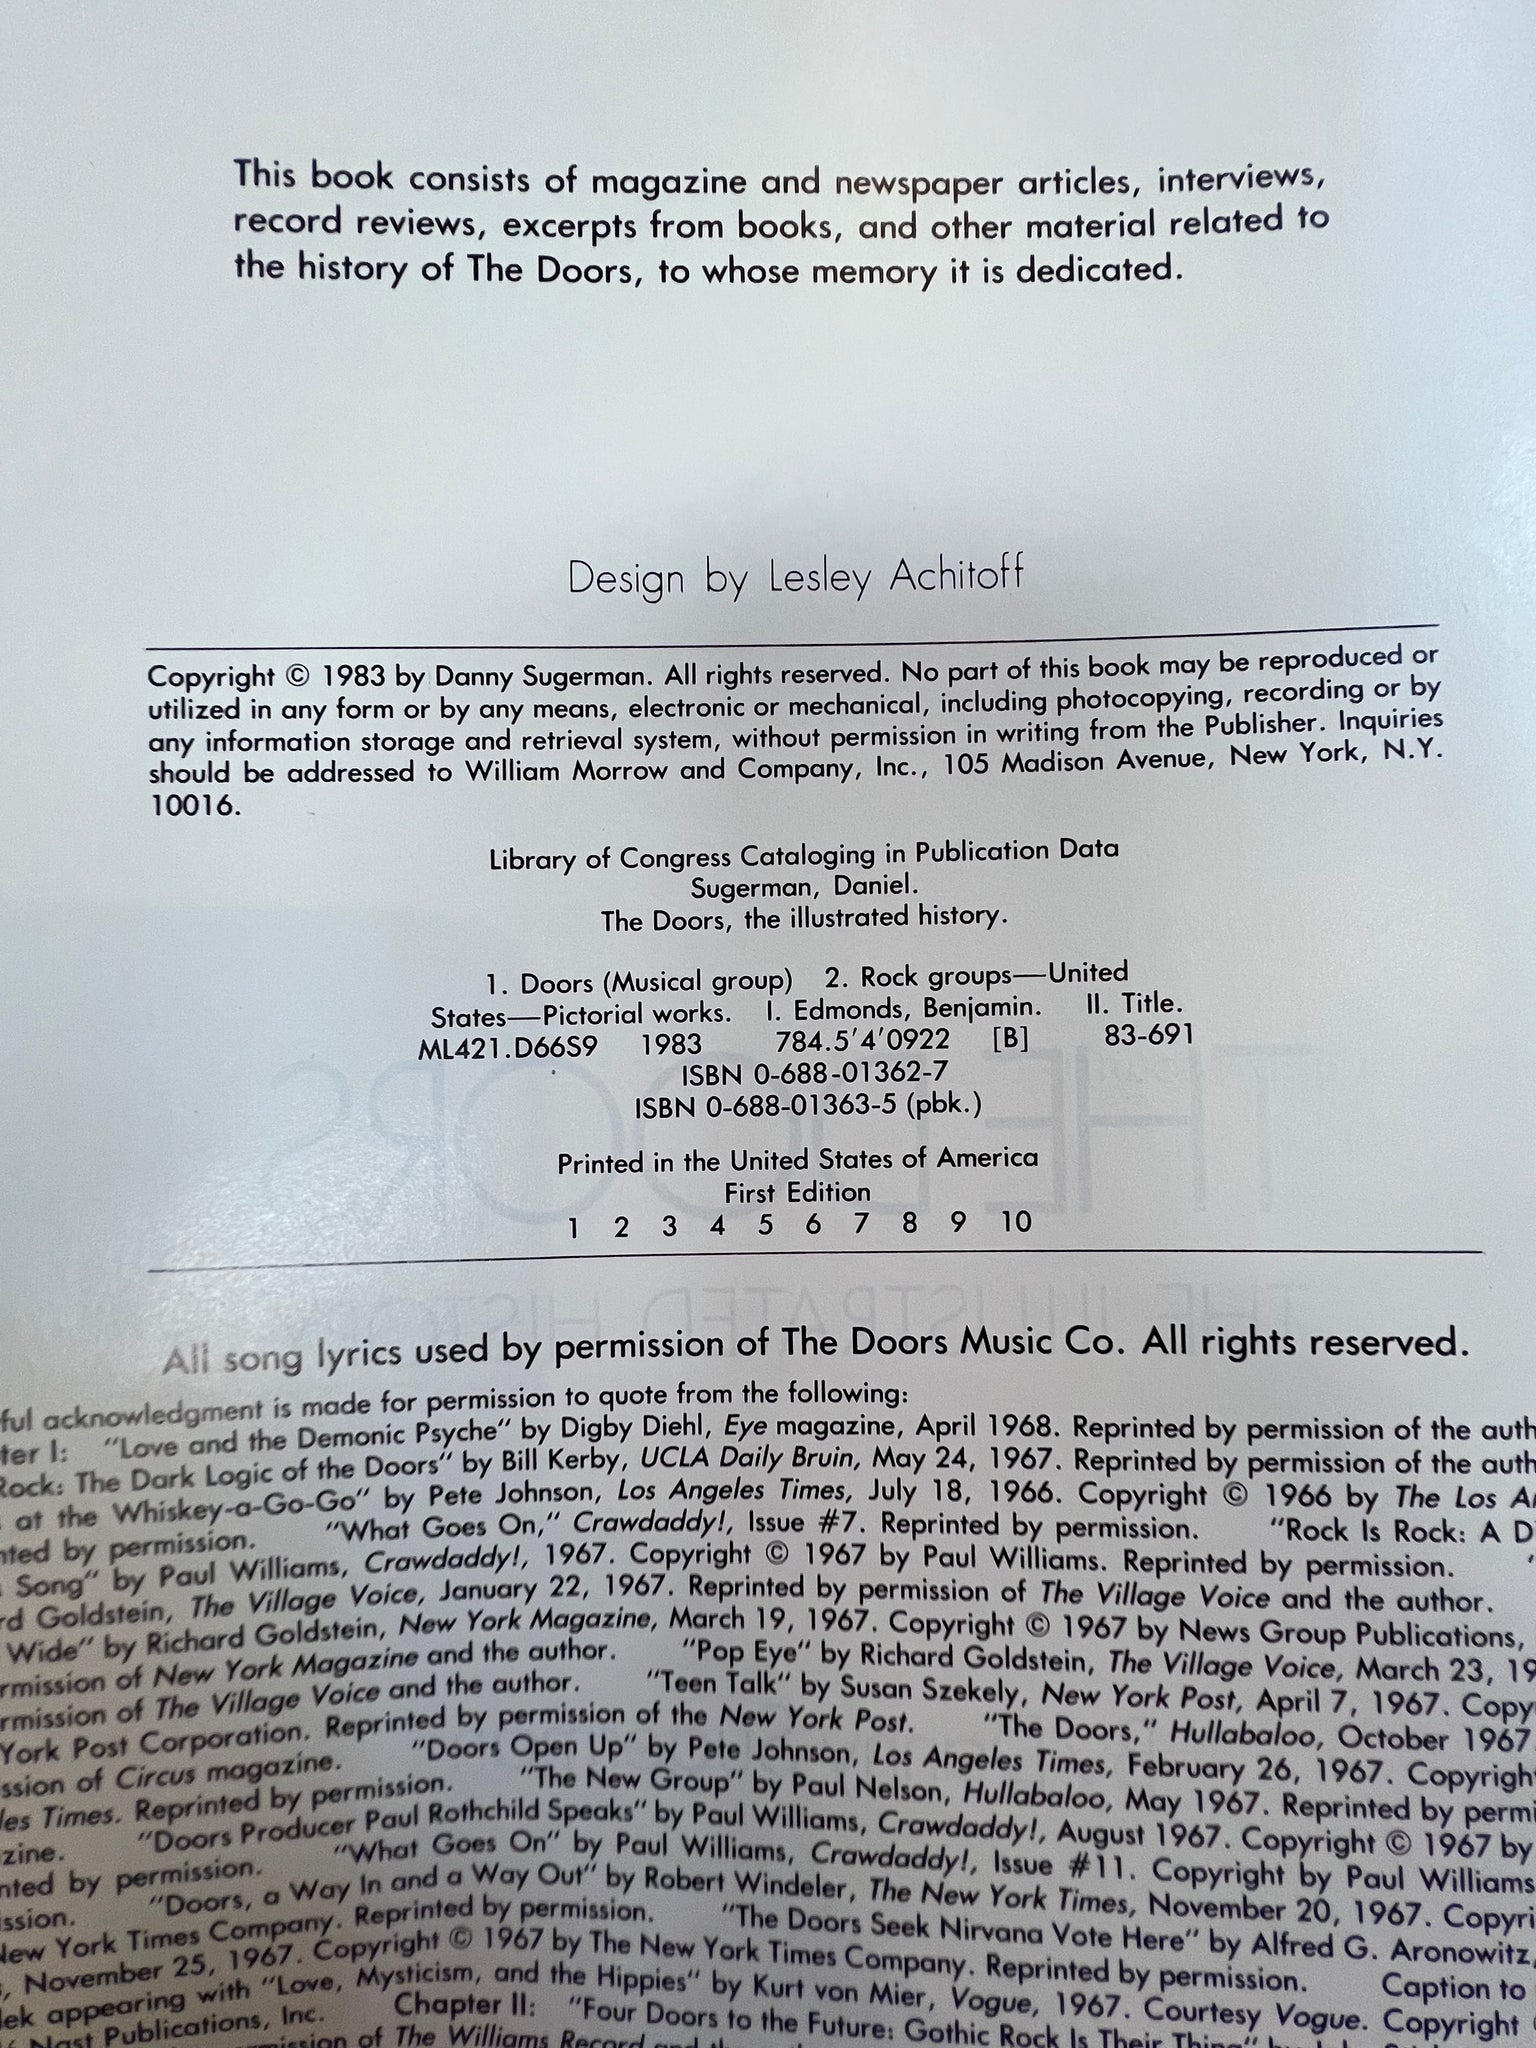 This book consists of magazine and newspaper articles, interviews,
record reviews, excerpts from books, and other material related to
the history of The Doors, to whose memory it is dedicated.
Design by Lesley Achitoff
Copyright © 1983 by Danny Sugerman. All rights reserved. No part of this book may be reproduced or
utilized in any form or by any means, electronic or mechanical, including photocopying, recording or by
any information storage and retrieval system, without permission in writing from the Publisher. Inquiries
should be addressed to William Morrow and Company, Inc., 105 Madison Avenue, New York, N.Y.
10016.
Library of Congress Cataloging in Publication Data
Sugerman, Daniel.
The Doors, the illustrated history.
1. Doors (Musical group) 2. Rock groups—United
States—Pictorial works. I. Edmonds, Benjamin. II. Title.
ML421.D66S9 1983 784.5'4'0922 [B] 83-691
ISBN 0-688-01362-7
ISBN 0-688-01363-5 (pbk.)
Printed in the United States of America
First Edition
1 2 3 4 5 6 7 8 9 10
All song lyrics used by permission of The Doors Music Co. All rights reserved.
ful acknowledgment is made for permission to quote from the following:
ter I: "Love and the Demonic Psyche" by Digby Diehl, Eye magazine, April 1968. Reprinted by permission of the auth
Rock: The Dark Logic of the Doors" by Bill Kerby, UCLA Daily Bruin, May 24, 1967. Reprinted by permission of the auth
at the Whiskey-a-Go-Go" by Pete Johnson, Los Angeles Times, July 18, 1966. Copyright © 1966 by The Los A
nted by permission. "What Goes On," Crawdaddy!, Issue #7. Reprinted by permission. "Rock Is Rock: A D
Song" by Paul Williams, Crawdaddy!, 1967. Copyright © 1967 by Paul Williams. Reprinted by permission. "
rd Goldstein, The Village Voice, January 22, 1967. Reprinted by permission of The Village Voice and the author.
Wide" by Richard Goldstein, New York Magazine, March 19, 1967. Copyright © 1967 by News Group Publications,
rmission of New York Magazine and the author. "Pop Eye" by Richard Goldstein, The Village Voice, March 23, 19
rmission of The Village Voice and the author. "Teen Talk" by Susan Szekely, New York Post, April 7, 1967. Copy
York Post Corporation. Reprinted by permission of the New York Post. "The Doors," Hullabaloo, October 1967.
ssion of Circus magazine. "Doors Open Up" by Pete Johnson, Los Angeles Times, February 26, 1967. Copyrigh
les Times. Reprinted by permission. "The New Group" by Paul Nelson, Hullabaloo, May 1967. Reprinted by permi
zine. "Doors Producer Paul Rothchild Speaks" by Paul Williams, Crawdaddy!, August 1967. Copyright © 1967 by
nted by permission. "What Goes On" by Paul Williams, Crawdaddy!, Issue #11. Copyright by Paul Williams
ission. "Doors, a Way In and a Way Out" by Robert Windeler, The New York Times, November 20, 1967. Copyri
New York Times Company. Reprinted by permission. "The Doors Seek Nirvana Vote Here" by Alfred G. Aronowitz,
, November 25, 1967. Copyright © 1967 by The New York Times Company. Reprinted by permission. Caption to
lek appearing with "Love, Mysticism, and the Hippies" by Kurt von Mier, Vogue, 1967. Courtesy Vogue. Copyright
Nast Publications, Inc. Chapter II: "Four Doors to the Future: Gothic Rock Is Their Thing"
mission of The Williams Record and